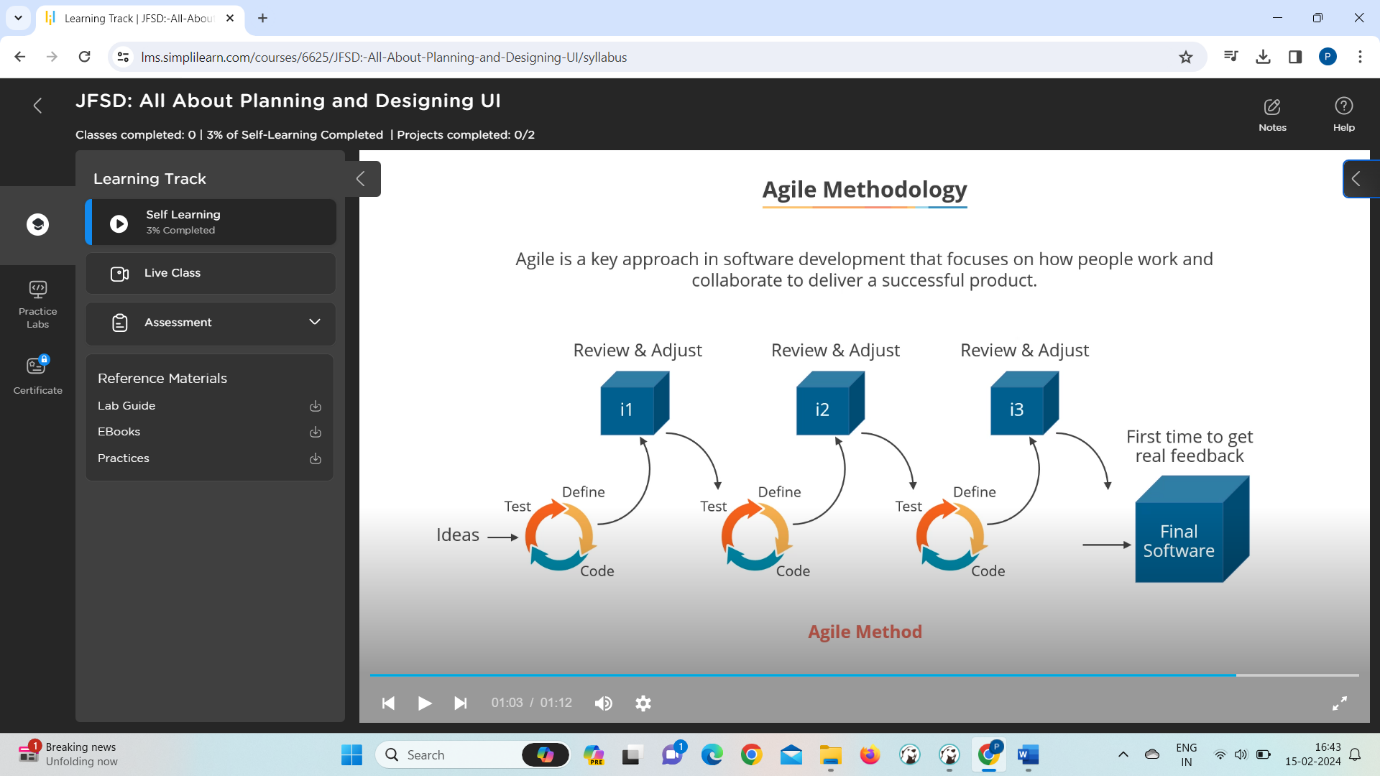 Learning Track | JFSD:-All-Abou
lms.simplilearn.com/courses/6625/JFSD:-All-About-Planning-and-Designing-UI/syllabus
P
JFSD: All About Planning and Designing UI
Classes completed: 0 | 3% of Self-Learning Completed | Projects completed: 0/2
Notes
Help
Learning Track
Self Learning
3% Completed
Live Class
Assessment
Practice
Labs
Certificate
Reference Materials
Lab Guide
EBooks
Practices
Agile Methodology
Agile is a key approach in software development that focuses on how people work and
collaborate to deliver a successful product.
Review & Adjust
Review & Adjust
Review & Adjust
i1
i2
i3
First time to get
real feedback
Define
Define
Define
Test
Test
Test
Ideas
Final
Software
Code
Code
Code
Agile Method
01:03 / 01:12
1
Breaking news
Unfolding now
Search
PRE
1
P
W
ENG
IN
16:43
15-02-2024